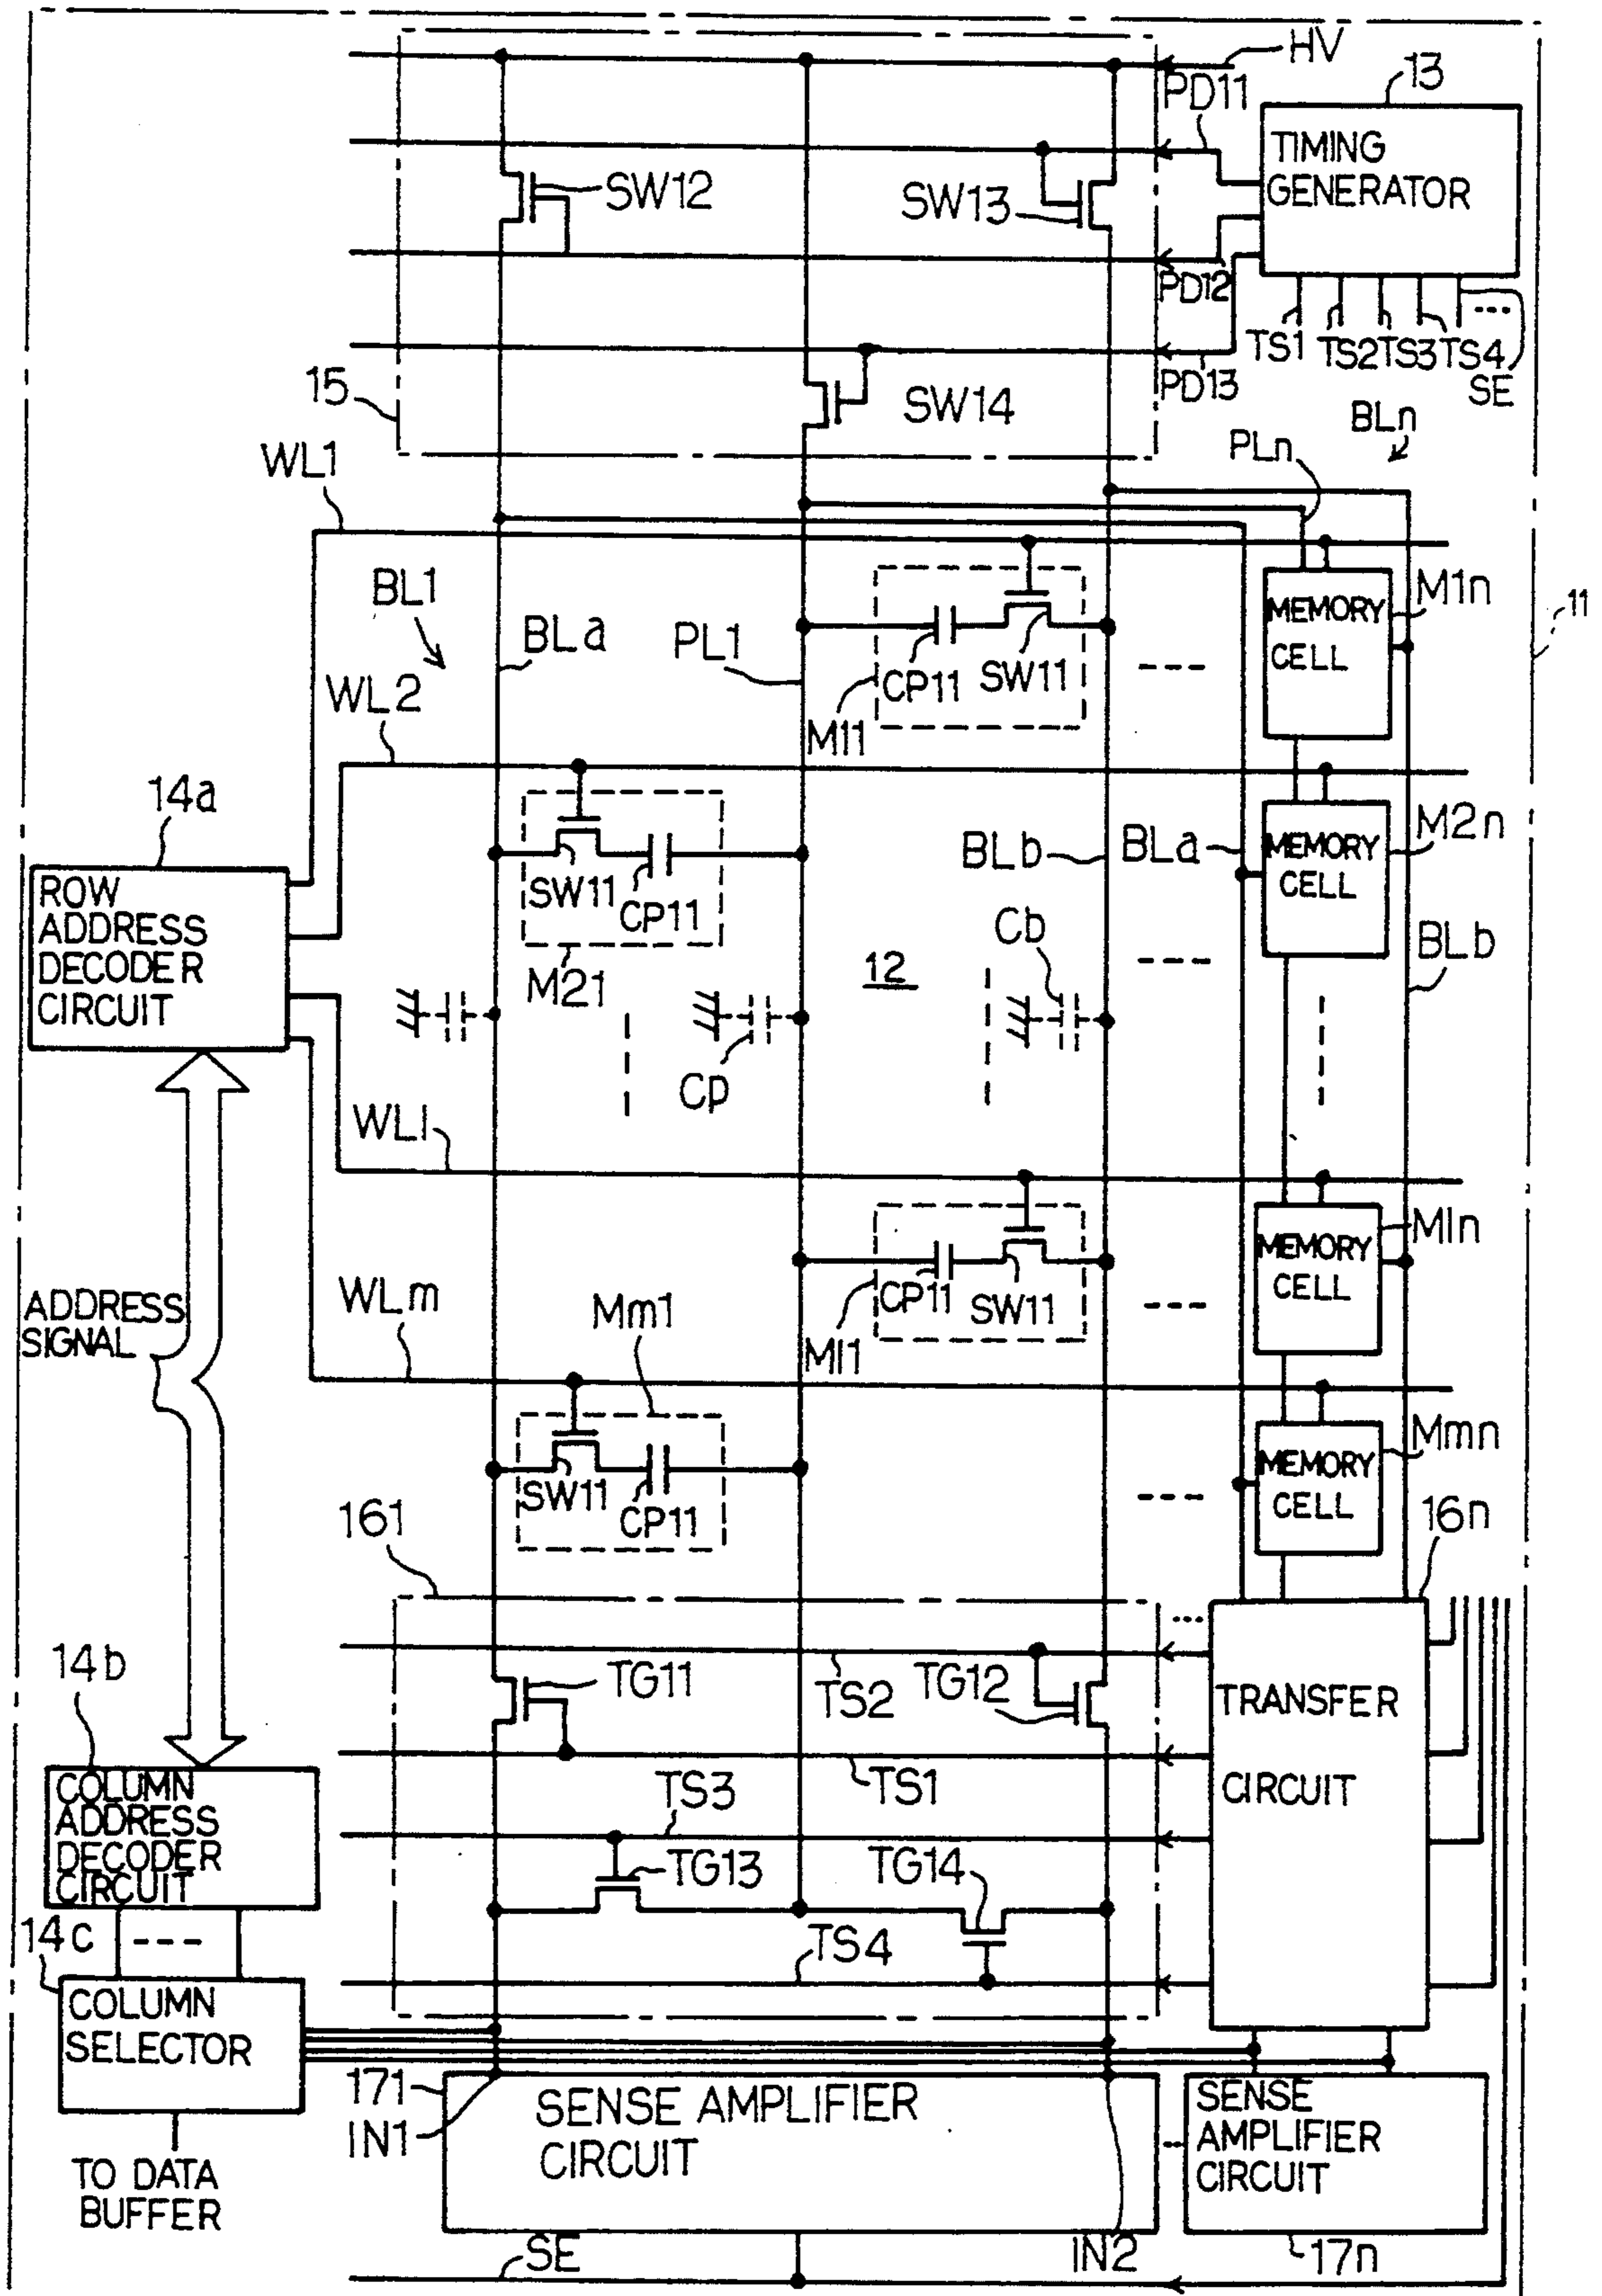 HV
PD11
13
TIMING
GENERATOR
SW12
SW13
PD12
TS1 TS2 TS3 TS4
SE
PD13
15
SW14
BLn
PLn
WL1
M1n
11
BL1
BLa
PL1
MEMORY
CELL
CP11 SW11
M11
WL2
14a
M2n
BLb
BLa
MEMORY
CELL
SW11 CP11
ROW
ADDRESS
DECODER
CIRCUIT
M21
Cb
12
BLb
Cp
WLl
Mln
MEMORY
CELL
CP11 SW11
Ml1
ADDRESS
SIGNAL
WLm
Mm1
Mmn
MEMORY
CELL
SW11 CP11
161
16n
14b
TG11
TS2
TG12
TRANSFER
CIRCUIT
TS1
COLUMN
ADDRESS
DECODER
CIRCUIT
TS3
TG13
TG14
14c
TS4
COLUMN
SELECTOR
171
IN1
SENSE AMPLIFIER
CIRCUIT
SENSE
AMPLIFIER
CIRCUIT
TO DATA
BUFFER
SE
IN2
17n